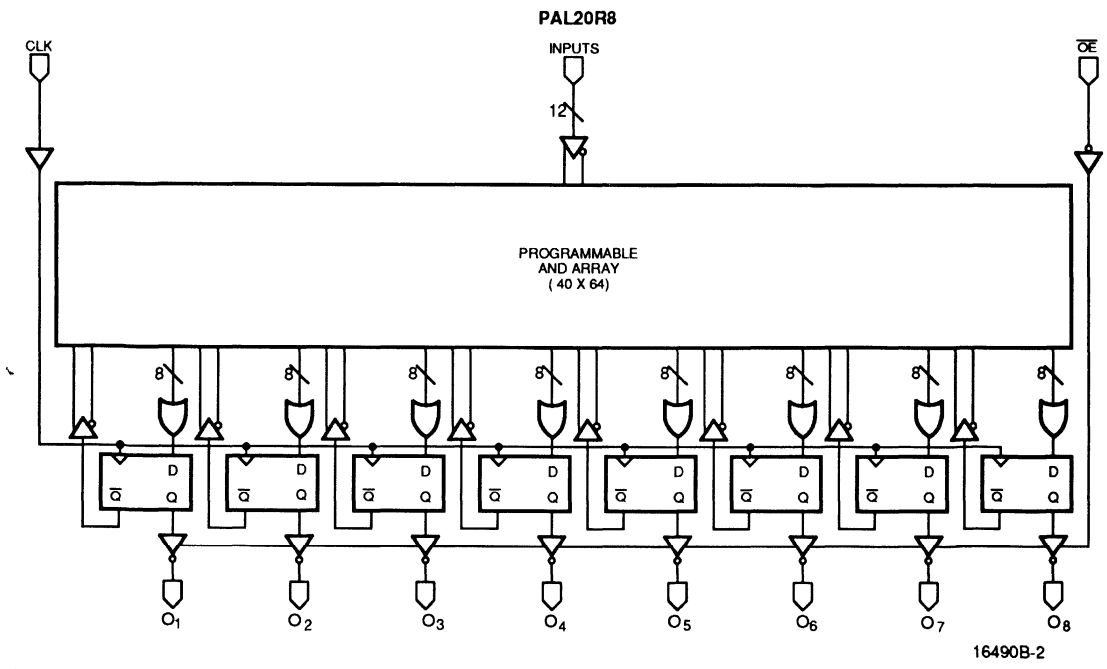 PAL20R8
CLK INPUTS O̅E̅
12
PROGRAMMABLE
AND ARRAY
( 40 X 64)
8 8 8 8 8 8 8 8
D D D D D D D D
Q̅ Q Q̅ Q Q̅ Q Q̅ Q Q̅ Q Q̅ Q Q̅ Q Q̅ Q
O1 O2 O3 O4 O5 O6 O7 O8
16490B-2